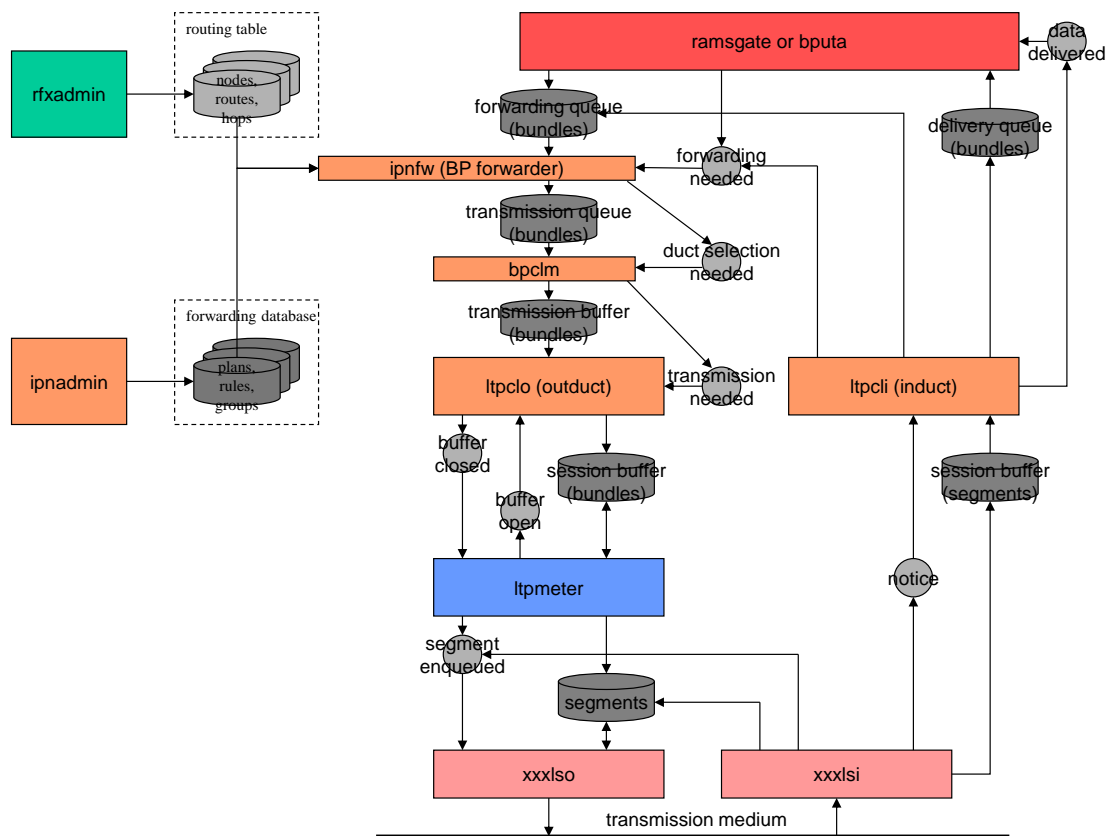 routing table
ramsgate or bputa
data
delivered
rfxadmin
nodes,
routes,
hops
forwarding queue
(bundles)
delivery queue
(bundles)
ipnfw (BP forwarder)
forwarding
needed
transmission queue
(bundles)
duct selection
needed
bpclm
transmission buffer
(bundles)
forwarding database
ipnadmin
plans,
rules,
groups
ltpclo (outduct)
transmission
needed
ltpcli (induct)
buffer
closed
session buffer
(bundles)
buffer
open
session buffer
(segments)
ltpmeter
notice
segment
enqueued
segments
xxxlso
xxxlsi
transmission medium